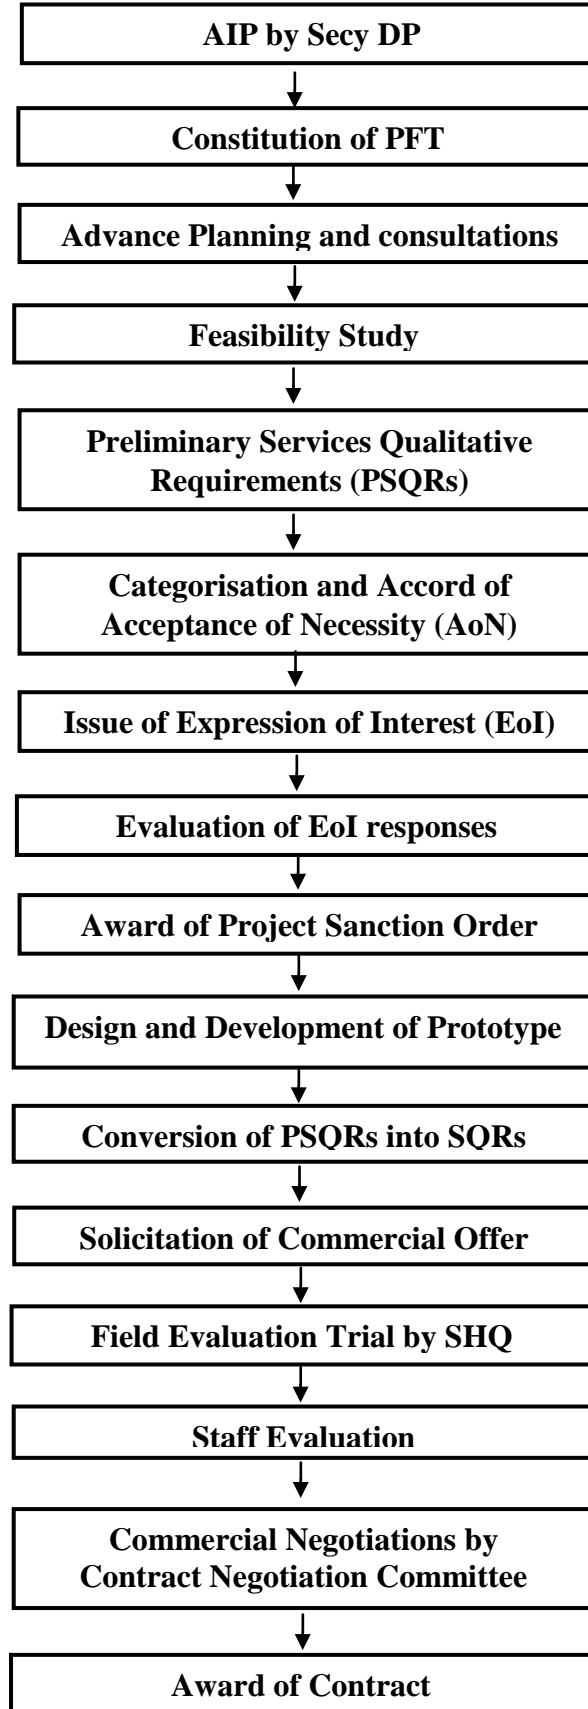 AIP by Secy DP
Constitution of PFT
Advance Planning and consultations
Feasibility Study
Preliminary Services Qualitative
Requirements (PSQRs)
Categorisation and Accord of
Acceptance of Necessity (AoN)
Issue of Expression of Interest (EoI)
Evaluation of EoI responses
Award of Project Sanction Order
Design and Development of Prototype
Conversion of PSQRs into SQRs
Solicitation of Commercial Offer
Field Evaluation Trial by SHQ
Staff Evaluation
Commercial Negotiations by
Contract Negotiation Committee
Award of Contract